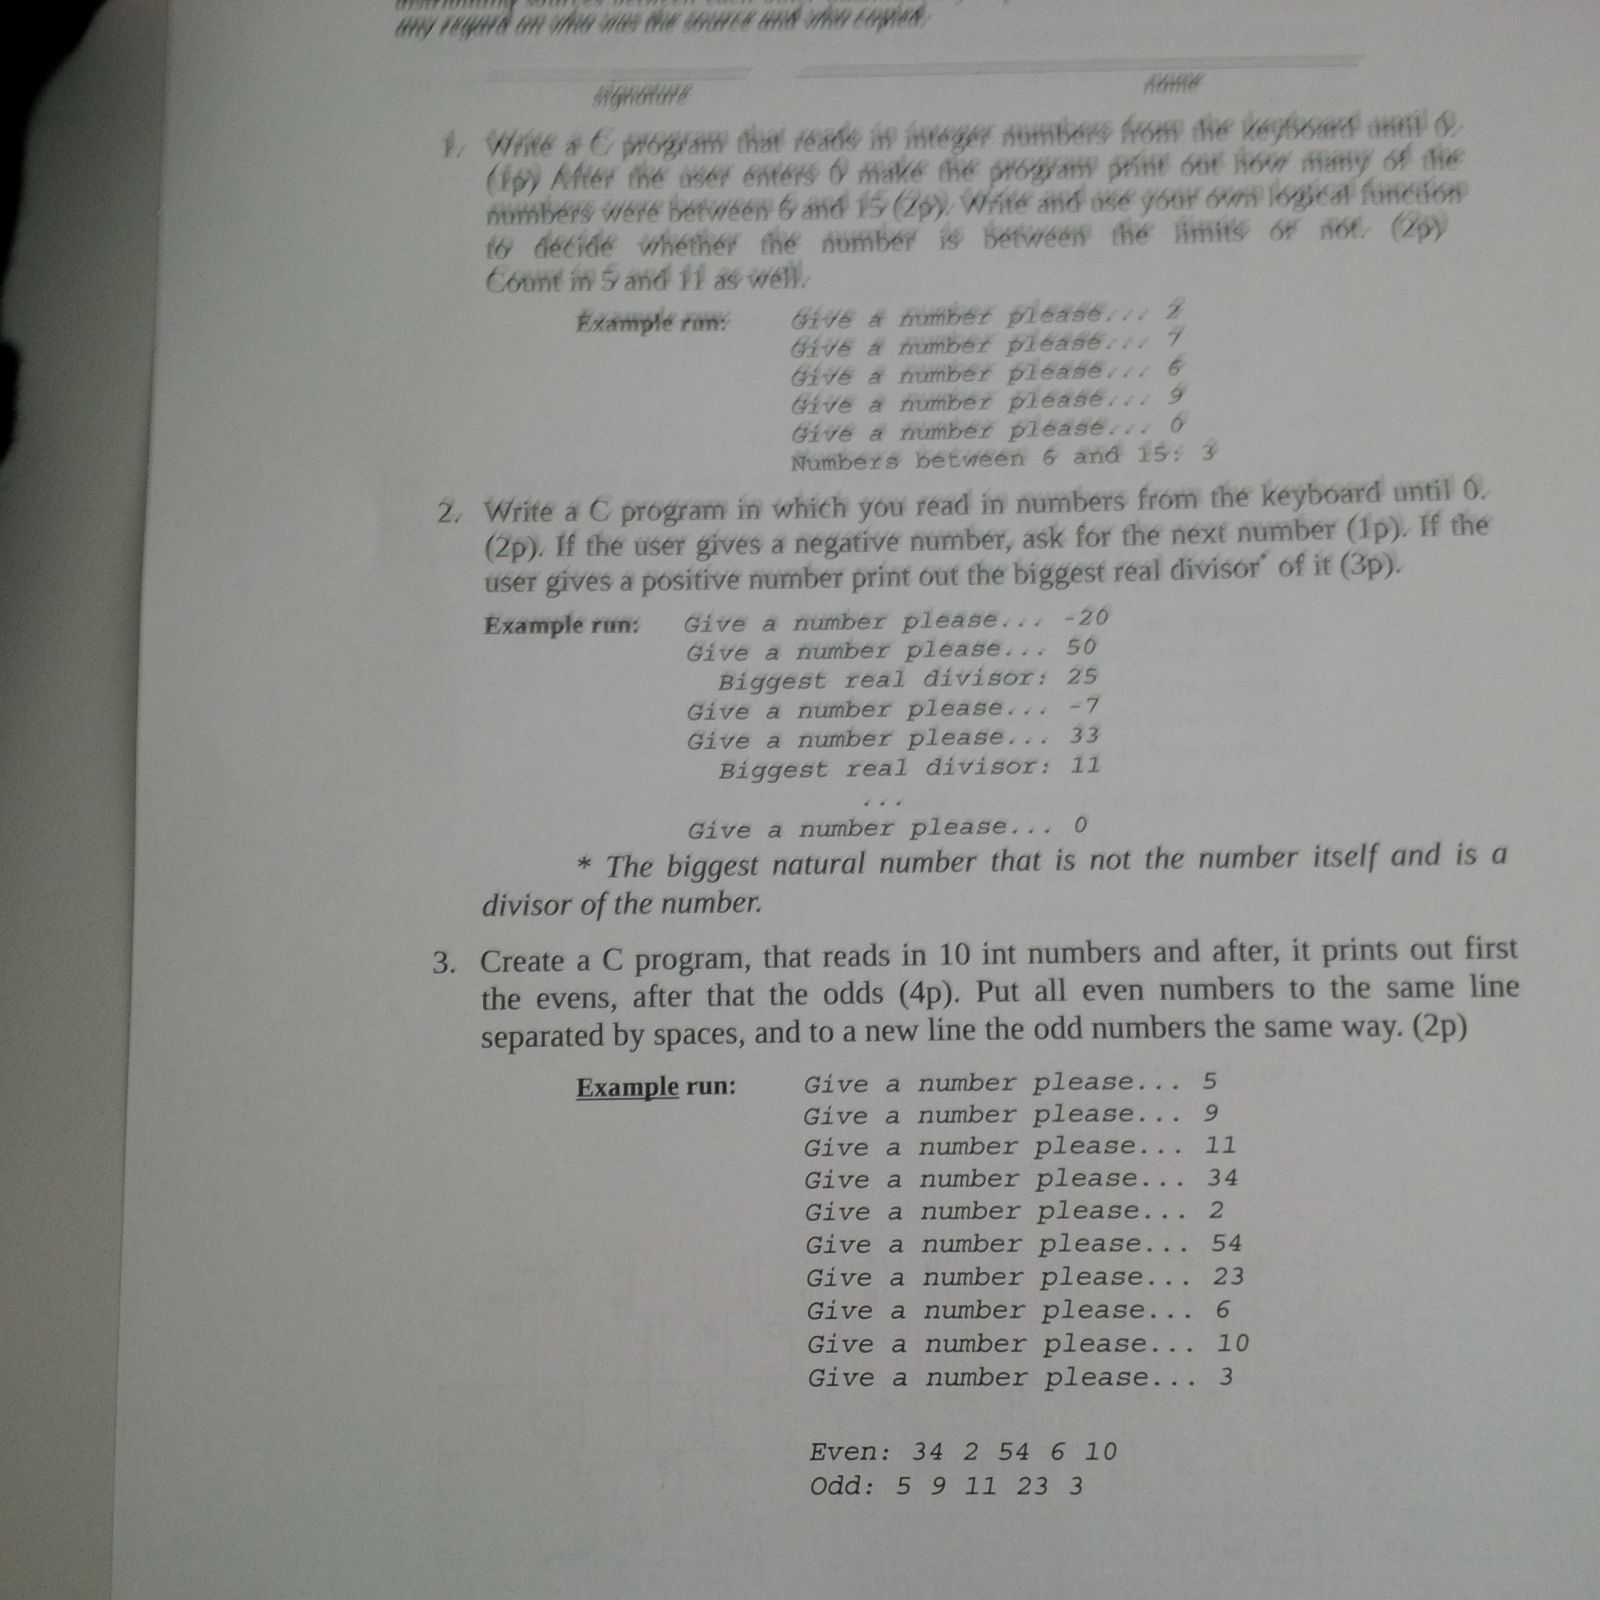 any regard on who was the source and who copied.
signature name
1. Write a C program that reads in integer numbers from the keyboard until 0.
(1p) After the user enters 0 make the program print out how many of the
numbers were between 6 and 15 (2p). Write and use your own logical function
to decide whether the number is between the limits or not. (2p)
Count in 5 and 11 as well.
Example run: Give a number please... 2
Give a number please... 7
Give a number please... 6
Give a number please... 9
Give a number please... 0
Numbers between 6 and 15: 3
2. Write a C program in which you read in numbers from the keyboard until 0.
(2p). If the user gives a negative number, ask for the next number (1p). If the
user gives a positive number print out the biggest real divisor* of it (3p).
Example run: Give a number please... -20
Give a number please... 50
Biggest real divisor: 25
Give a number please... -7
Give a number please... 33
Biggest real divisor: 11
...
Give a number please... 0
* The biggest natural number that is not the number itself and is a
divisor of the number.
3. Create a C program, that reads in 10 int numbers and after, it prints out first
the evens, after that the odds (4p). Put all even numbers to the same line
separated by spaces, and to a new line the odd numbers the same way. (2p)
Example run: Give a number please... 5
Give a number please... 9
Give a number please... 11
Give a number please... 34
Give a number please... 2
Give a number please... 54
Give a number please... 23
Give a number please... 6
Give a number please... 10
Give a number please... 3
Even: 34 2 54 6 10
Odd: 5 9 11 23 3